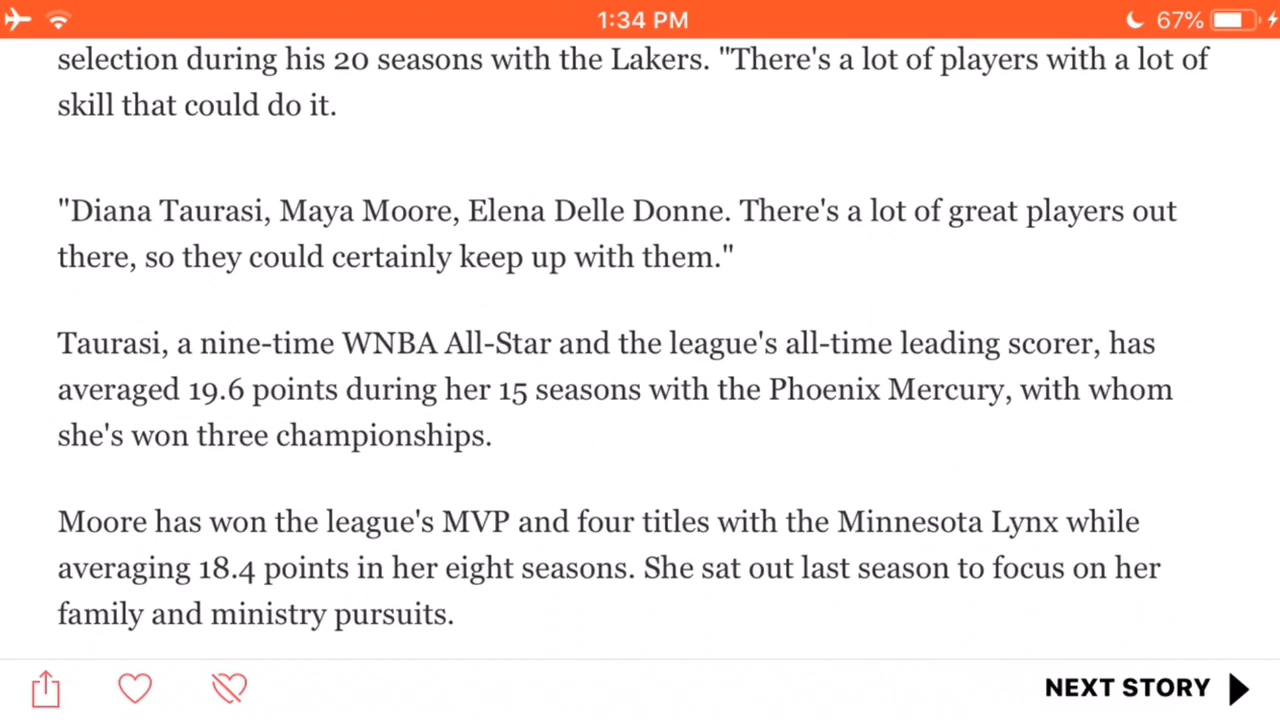 1:34 PM
67%
selection during his 20 seasons with the Lakers. "There's a lot of players with a lot of
skill that could do it.
"Diana Taurasi, Maya Moore, Elena Delle Donne. There's a lot of great players out
there, so they could certainly keep up with them."
Taurasi, a nine-time WNBA All-Star and the league's all-time leading scorer, has
averaged 19.6 points during her 15 seasons with the Phoenix Mercury, with whom
she's won three championships.
Moore has won the league's MVP and four titles with the Minnesota Lynx while
averaging 18.4 points in her eight seasons. She sat out last season to focus on her
family and ministry pursuits.
NEXT STORY